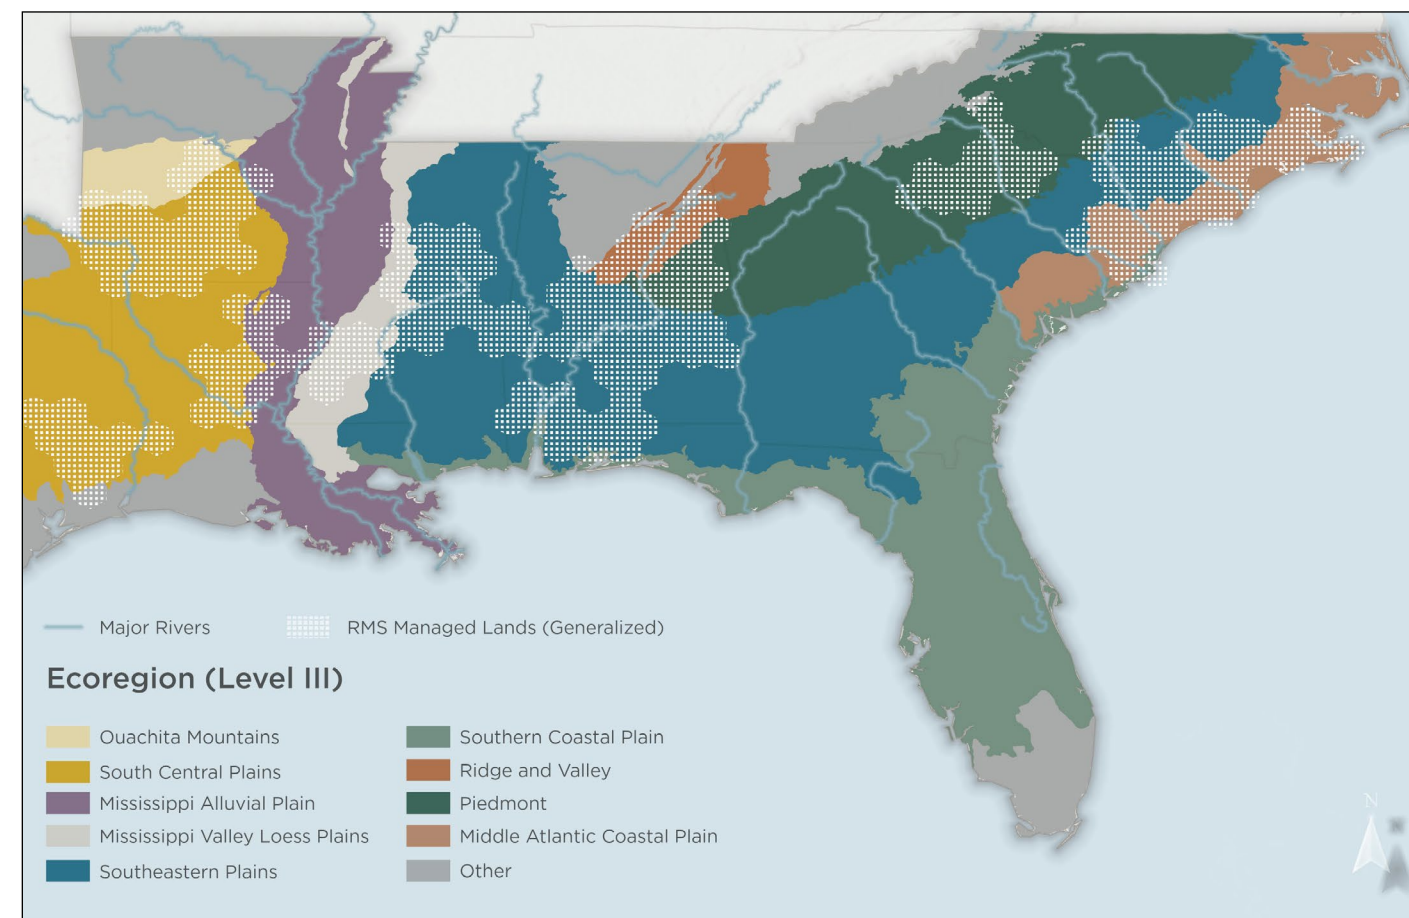 Major Rivers
RMS Managed Lands (Generalized)
Ecoregion (Level III)
Ouachita Mountains
South Central Plains
Mississippi Alluvial Plain
Mississippi Valley Loess Plains
Southeastern Plains
Southern Coastal Plain
Ridge and Valley
Piedmont
Middle Atlantic Coastal Plain
Other
N